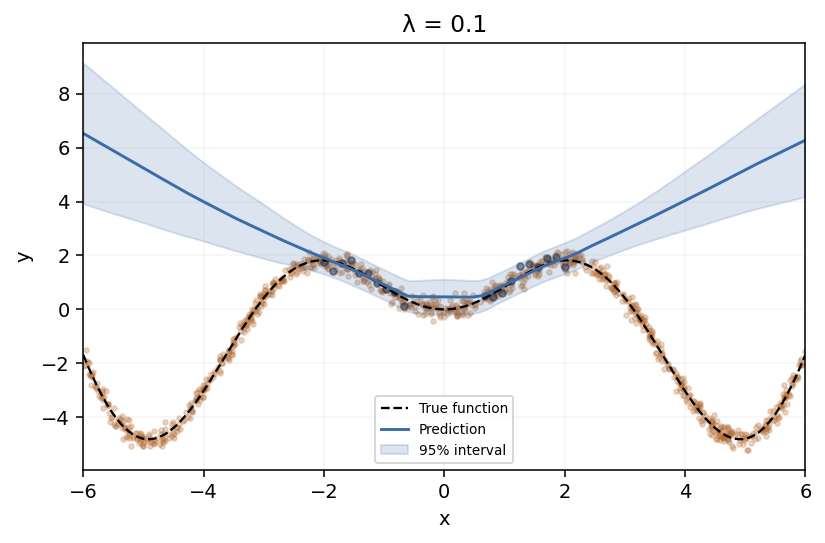 λ = 0.1
y
8
6
4
2
0
−2
−4
True function
Prediction
95% interval
−6 −4 −2 0 2 4 6
x